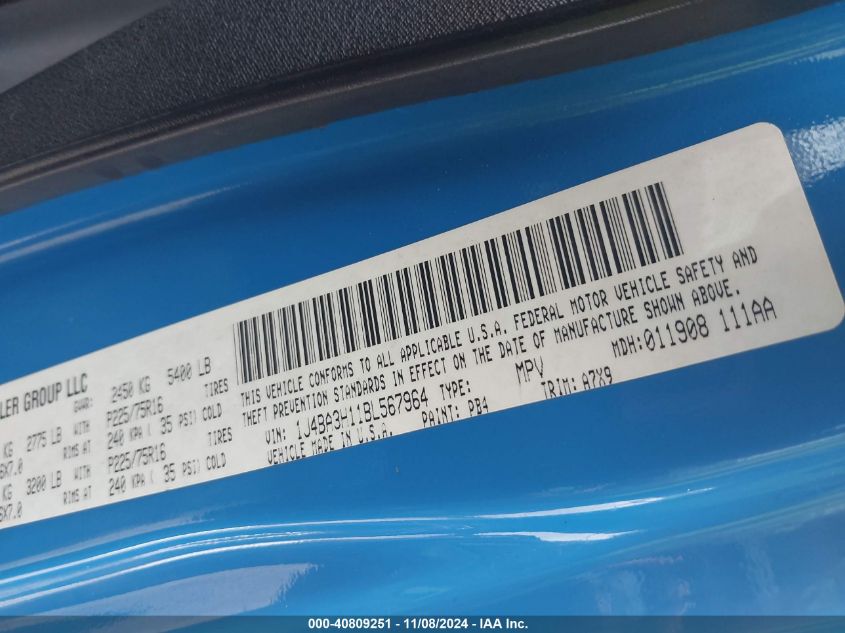 LER GROUP LLC
GVWR: 2450 KG 5400 LB
KG 2775 LB WITH P225/75R16 TIRES
X7.0 RIMS AT 240 KPA ( 35 PSI) COLD
KG 3200 LB WITH P225/75R16 TIRES
X7.0 RIMS AT 240 KPA ( 35 PSI) COLD
THIS VEHICLE CONFORMS TO ALL APPLICABLE U.S.A. FEDERAL MOTOR VEHICLE SAFETY AND
THEFT PREVENTION STANDARDS IN EFFECT ON THE DATE OF MANUFACTURE SHOWN ABOVE.
VIN: 1J4BA3H11BL567964 TYPE: MPV MDH: 011908 111AA
VEHICLE MADE IN U.S.A. PAINT: PB4 TRIM: A7X9
000-40809251 - 11/08/2024 - IAA Inc.